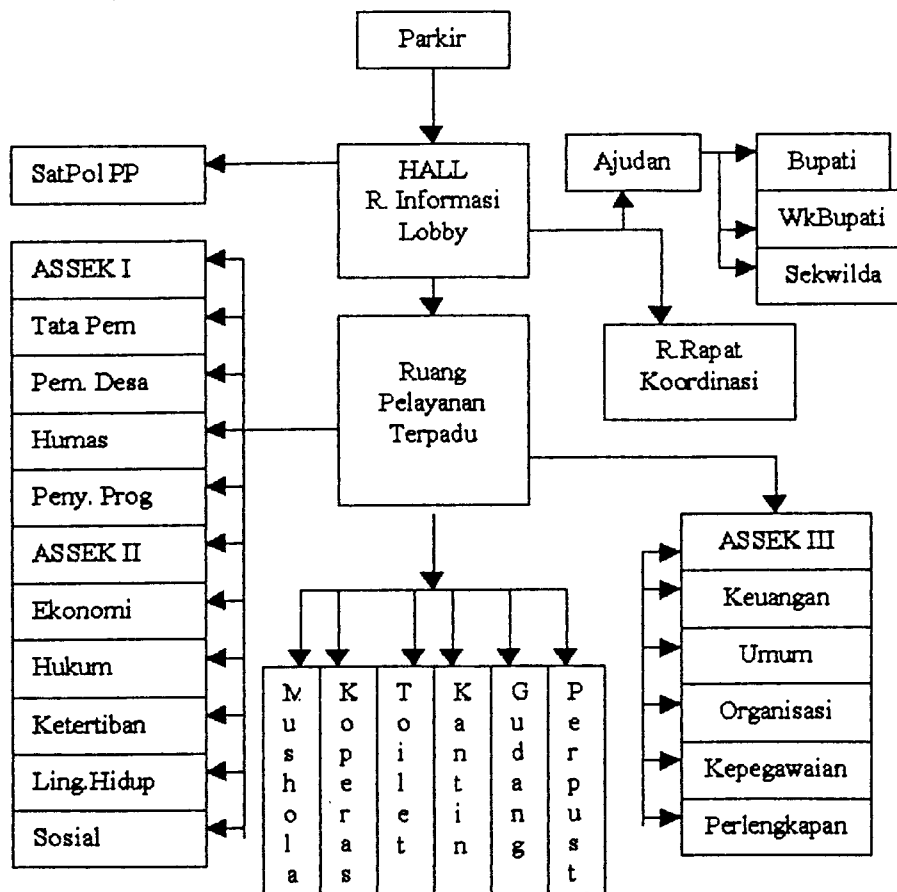 Parkir
SatPol PP
HALL
R. Informasi
Lobby
Ajudan
Bupati
WkBupati
Sekwilda
ASSEK I
Tata Pem
Pem. Desa
Humas
Peny. Prog
ASSEK II
Ekonomi
Hukum
Ketertiban
Ling.Hidup
Sosial
Ruang
Pelayanan
Terpadu
R.Rapat
Koordinasi
ASSEK III
Keuangan
Umum
Organisasi
Kepegawaian
Perlengkapan
Mushola
Koperas
Toilet
Kantin
Gudang
Perpust